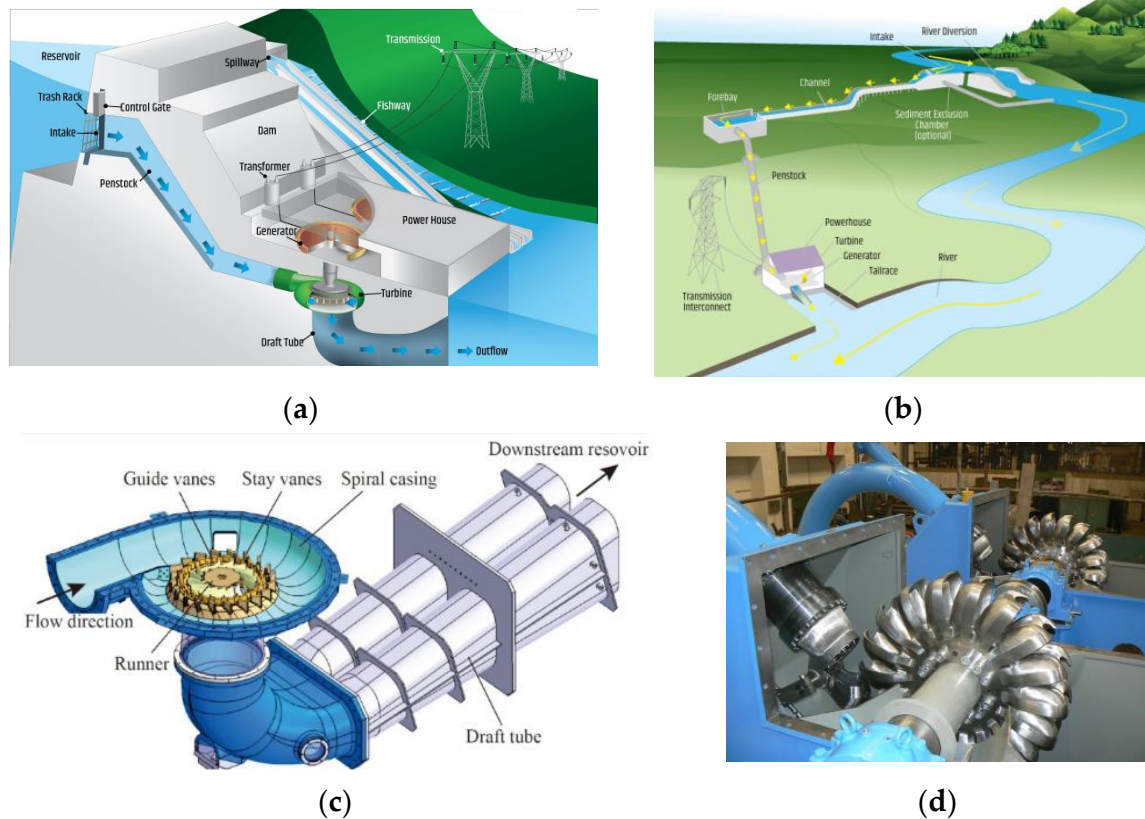 Reservoir
Transmission
Spillway
Trash Rack
Control Gate
Fishway
Intake
Dam
Transformer
Penstock
Power House
Generator
Turbine
Draft Tube
Outflow
(a)
River Diversion
Intake
Channel
Forebay
Sediment Exclusion
Chamber
(optional)
Penstock
Powerhouse
Turbine
Generator
Tailrace
River
Transmission
Interconnect
(b)
Downstream resovoir
Guide vanes
Stay vanes
Spiral casing
Flow direction
Runner
Draft tube
(c)
(d)